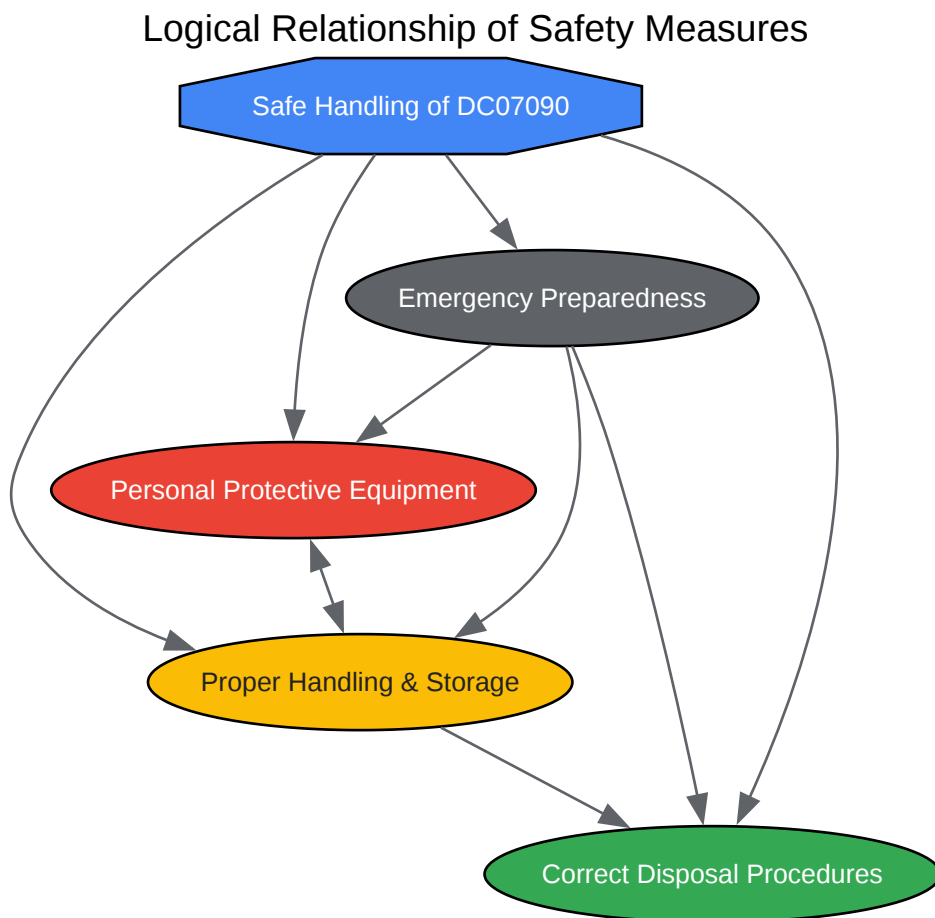 Logical Relationship of Safety Measures
Safe Handling of DC07090
Emergency Preparedness
Personal Protective Equipment
Proper Handling & Storage
Correct Disposal Procedures